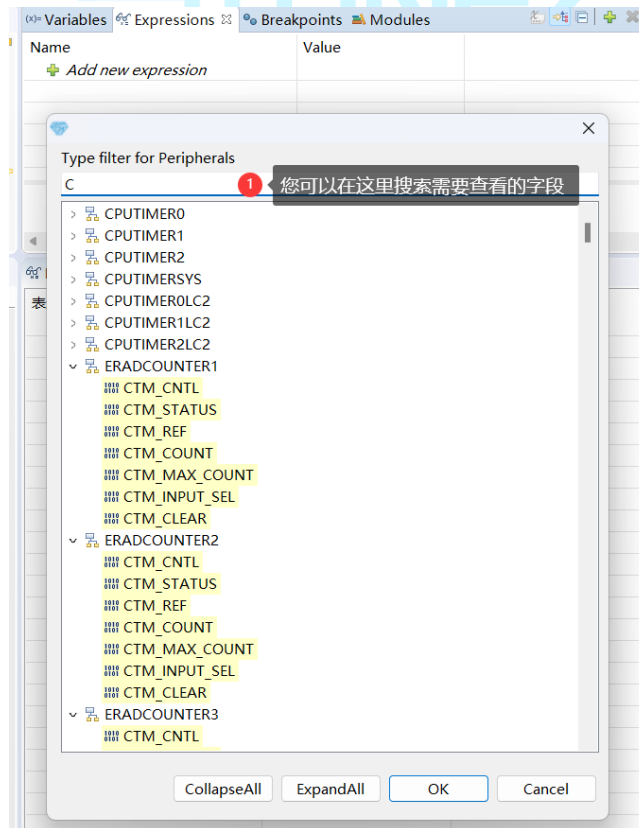 (x)= Variables Expressions Breakpoints Modules
Name Value
Add new expression
Type filter for Peripherals
C 1 您可以在这里搜索需要查看的字段
CPUTIMER0
CPUTIMER1
CPUTIMER2
CPUTIMERSYS
CPUTIMER0LC2
CPUTIMER1LC2
CPUTIMER2LC2
表
ERADCOUNTER1
CTM_CNTL
CTM_STATUS
CTM_REF
CTM_COUNT
CTM_MAX_COUNT
CTM_INPUT_SEL
CTM_CLEAR
ERADCOUNTER2
CTM_CNTL
CTM_STATUS
CTM_REF
CTM_COUNT
CTM_MAX_COUNT
CTM_INPUT_SEL
CTM_CLEAR
ERADCOUNTER3
CTM_CNTL
CollapseAll ExpandAll OK Cancel